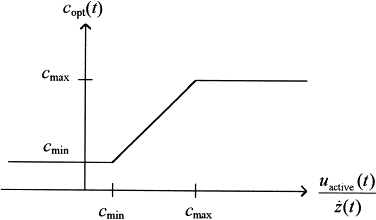 c_opt(t)
c_max
c_min
c_min
c_max
u_active(t)
ż(t)